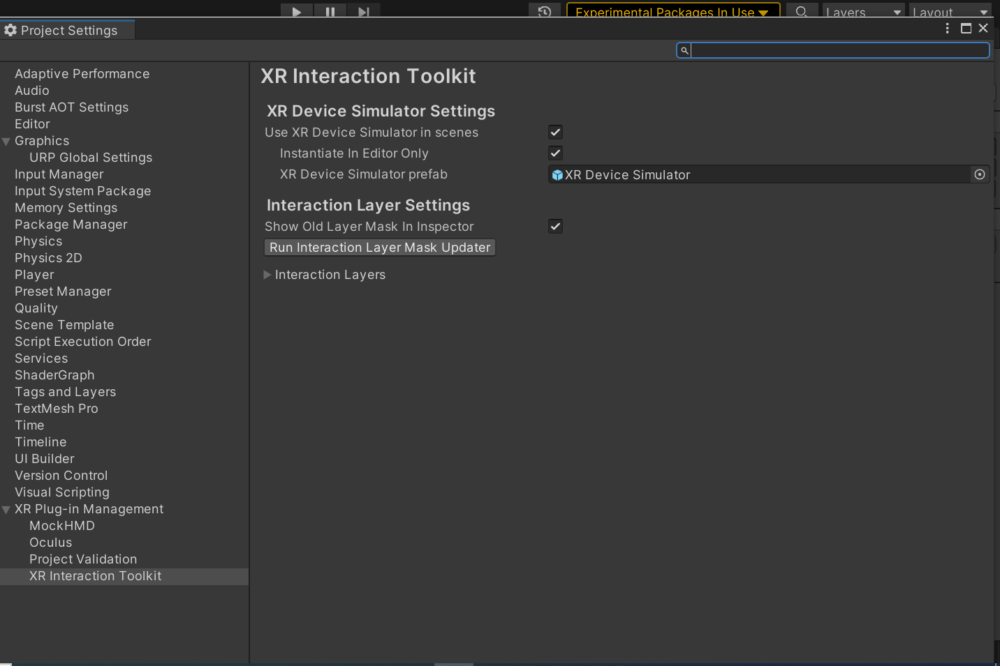 Experimental Packages In Use
Layers
Layout
Project Settings
Adaptive Performance
Audio
Burst AOT Settings
Editor
Graphics
URP Global Settings
Input Manager
Input System Package
Memory Settings
Package Manager
Physics
Physics 2D
Player
Preset Manager
Quality
Scene Template
Script Execution Order
Services
ShaderGraph
Tags and Layers
TextMesh Pro
Time
Timeline
UI Builder
Version Control
Visual Scripting
XR Plug-in Management
MockHMD
Oculus
Project Validation
XR Interaction Toolkit
XR Interaction Toolkit
XR Device Simulator Settings
Use XR Device Simulator in scenes
Instantiate In Editor Only
XR Device Simulator prefab
XR Device Simulator
Interaction Layer Settings
Show Old Layer Mask In Inspector
Run Interaction Layer Mask Updater
Interaction Layers